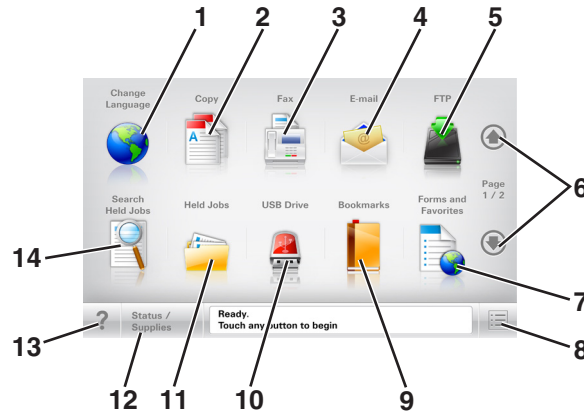 1
2
3
4
5
Change
Language
Copy
Fax
E-mail
FTP
A
@
6
Page
1 / 2
Search
Held Jobs
Held Jobs
USB Drive
Bookmarks
Forms and
Favorites
14
7
?
Status /
Supplies
Ready.
Touch any button to begin
13
12
11
10
9
8